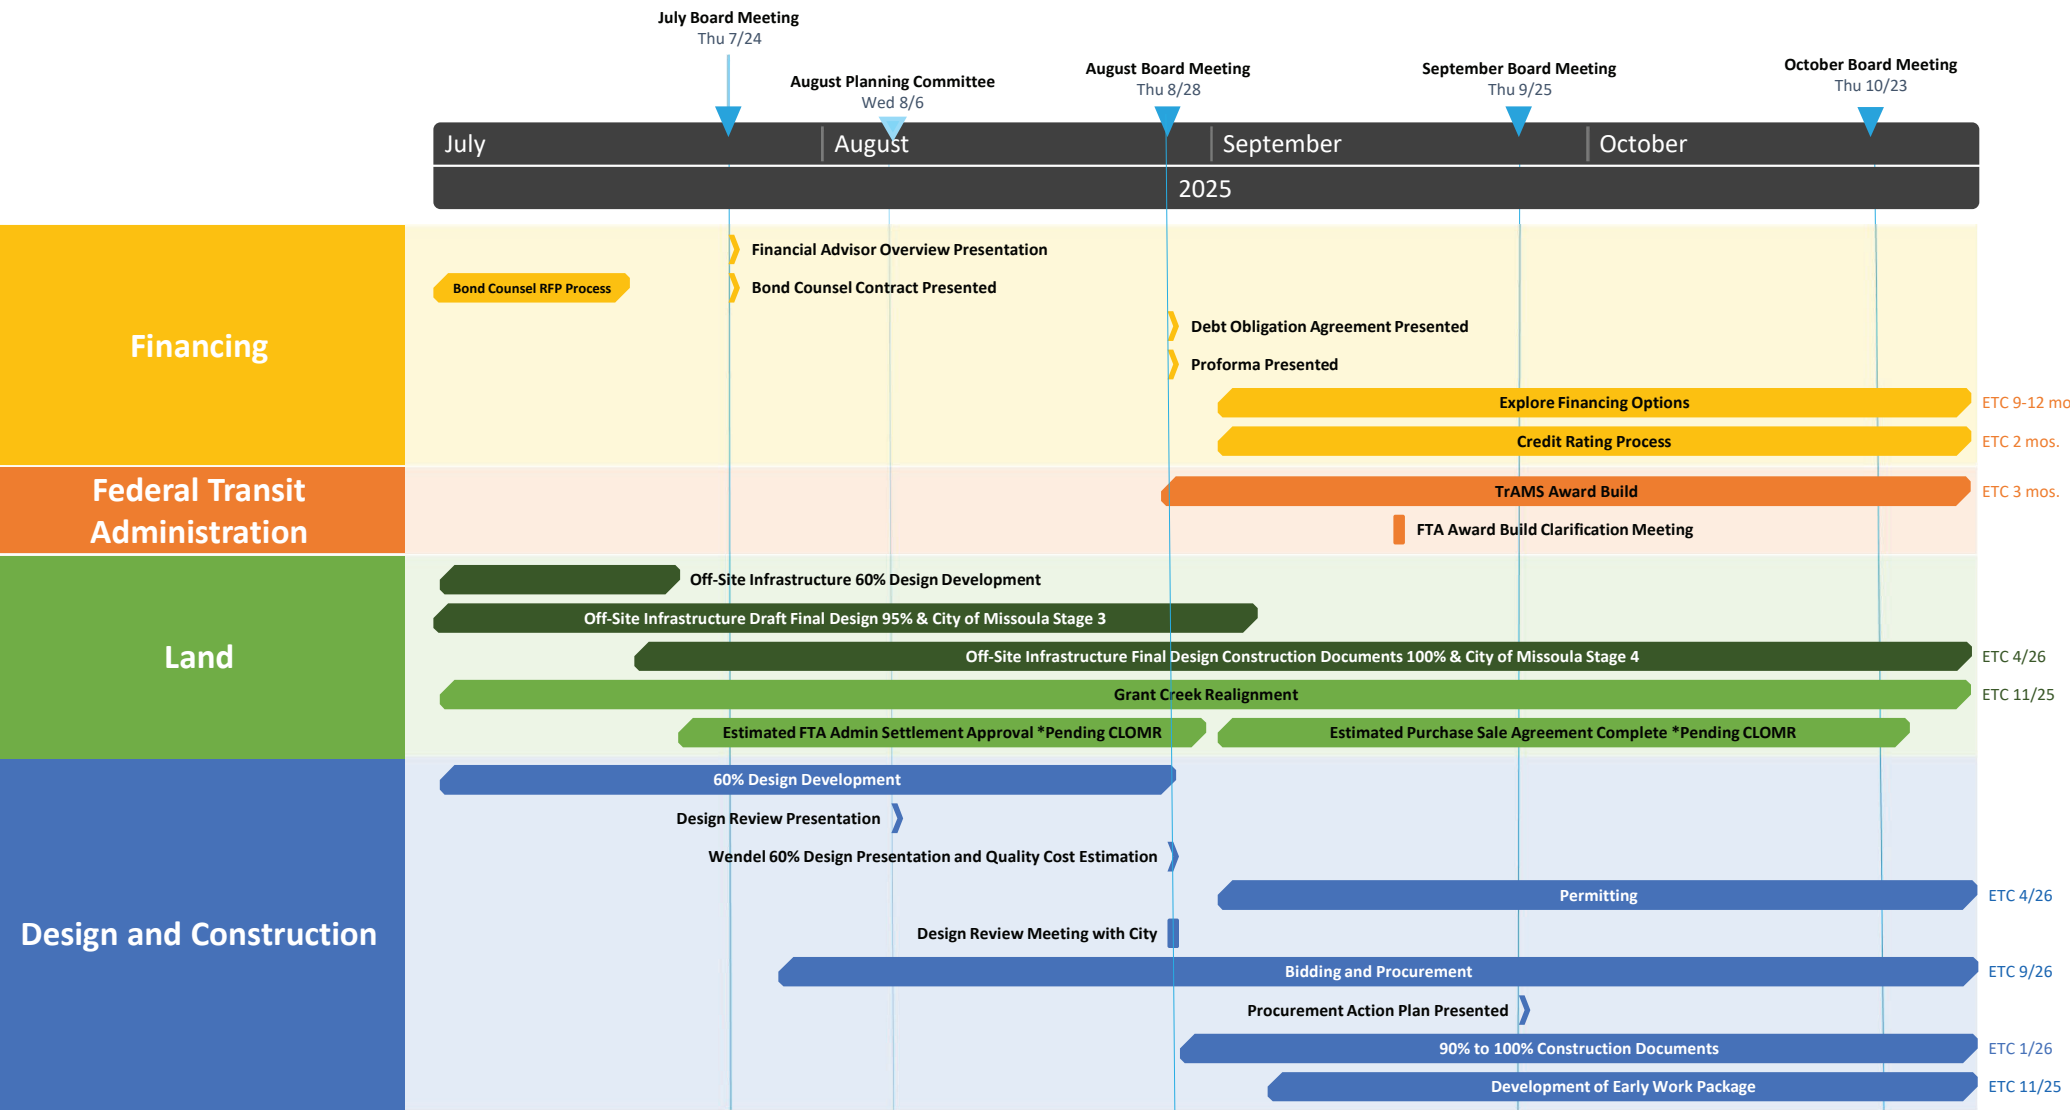 July Board Meeting
Thu 7/24
August Planning Committee
Wed 8/6
August Board Meeting
Thu 8/28
September Board Meeting
Thu 9/25
October Board Meeting
Thu 10/23
July
August
September
October
2025
Financing
Financial Advisor Overview Presentation
Bond Counsel RFP Process
Bond Counsel Contract Presented
Debt Obligation Agreement Presented
Proforma Presented
Explore Financing Options
ETC 9-12 mo
Credit Rating Process
ETC 2 mos.
Federal Transit
Administration
TrAMS Award Build
ETC 3 mos.
FTA Award Build Clarification Meeting
Land
Off-Site Infrastructure 60% Design Development
Off-Site Infrastructure Draft Final Design 95% & City of Missoula Stage 3
Off-Site Infrastructure Final Design Construction Documents 100% & City of Missoula Stage 4
ETC 4/26
Grant Creek Realignment
ETC 11/25
Estimated FTA Admin Settlement Approval *Pending CLOMR
Estimated Purchase Sale Agreement Complete *Pending CLOMR
Design and Construction
60% Design Development
Design Review Presentation
Wendel 60% Design Presentation and Quality Cost Estimation
Permitting
ETC 4/26
Design Review Meeting with City
Bidding and Procurement
ETC 9/26
Procurement Action Plan Presented
90% to 100% Construction Documents
ETC 1/26
Development of Early Work Package
ETC 11/25